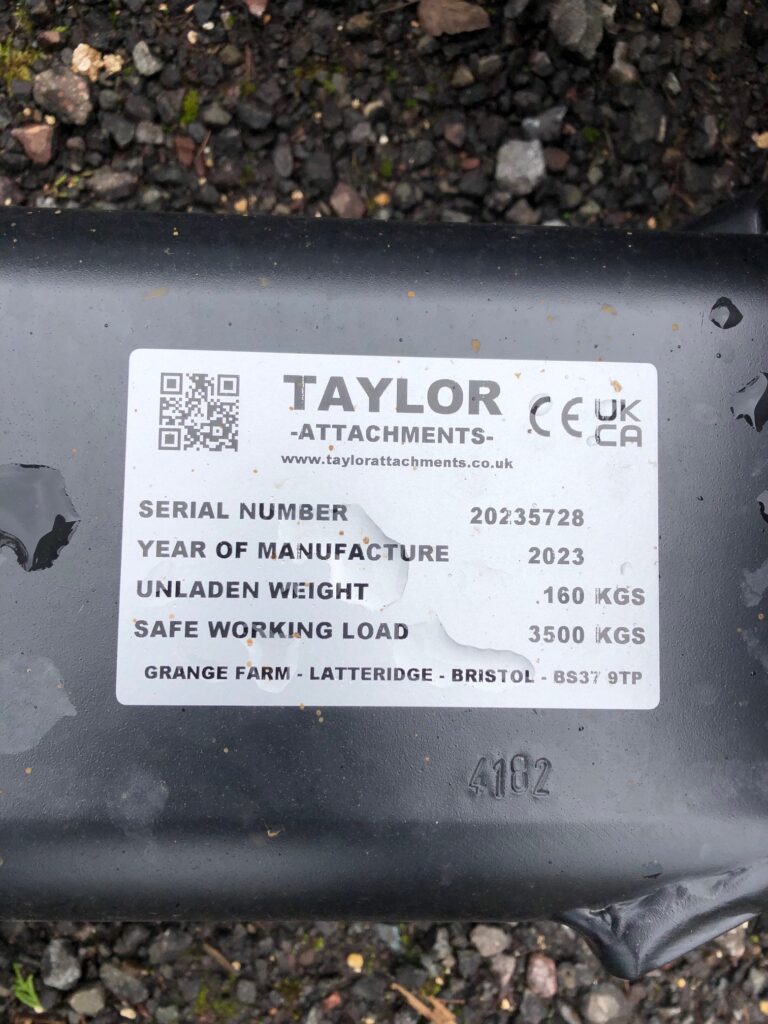 TAYLOR
-ATTACHMENTS-
www.taylorattachments.co.uk
CE UK CA
SERIAL NUMBER 20235728
YEAR OF MANUFACTURE 2023
UNLADEN WEIGHT 160 KGS
SAFE WORKING LOAD 3500 KGS
GRANGE FARM - LATTERIDGE - BRISTOL - BS37 9TP
4182